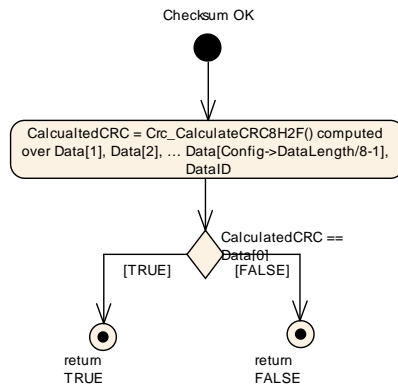 Checksum OK
CalcualtedCRC = Crc_CalculateCRC8H2F() computed
over Data[1], Data[2], … Data[Config->DataLength/8-1],
DataID
CalculatedCRC ==
Data[0]
[TRUE]
[FALSE]
return
TRUE
return
FALSE